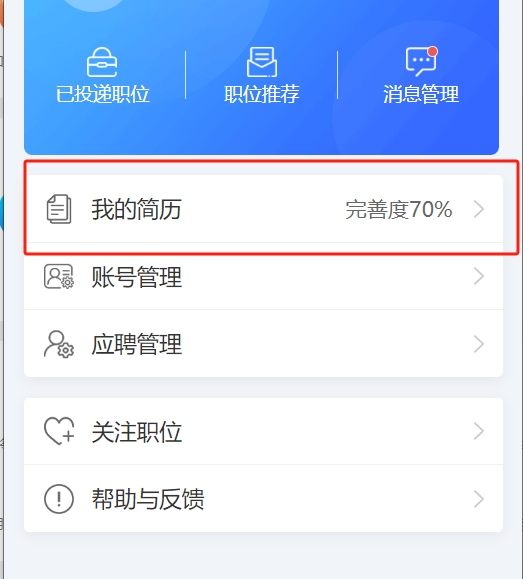 已投递职位 职位推荐 消息管理
我的简历 完善度70%
账号管理
应聘管理
关注职位
帮助与反馈